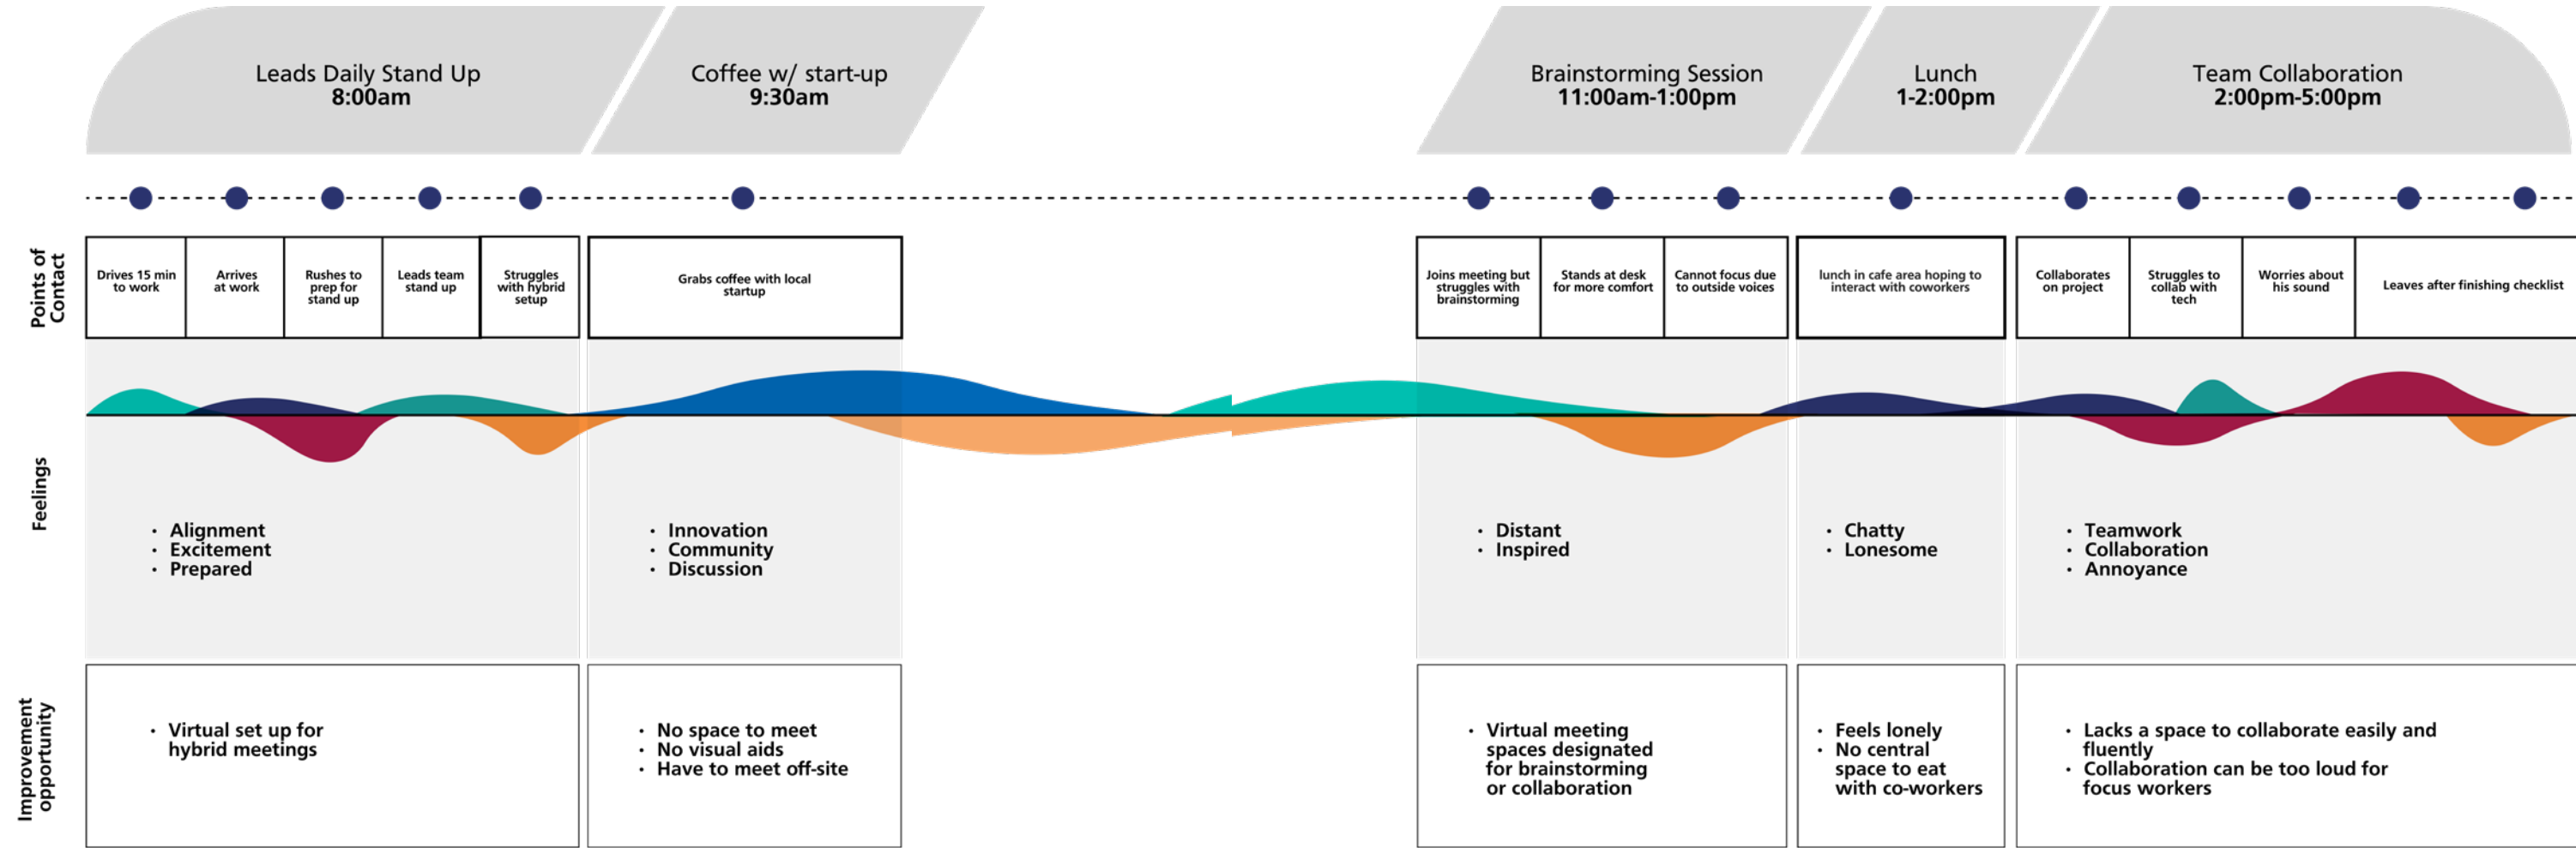 Leads Daily Stand Up
8:00am
Coffee w/ start-up
9:30am
Brainstorming Session
11:00am-1:00pm
Lunch
1-2:00pm
Team Collaboration
2:00pm-5:00pm
Points of
Contact
Drives 15 min
to work
Arrives
at work
Rushes to
prep for
stand up
Leads team
stand up
Struggles
with hybrid
setup
Grabs coffee with local
startup
Joins meeting but
struggles with
brainstorming
Stands at desk
for more comfort
Cannot focus due
to outside voices
lunch in cafe area hoping to
interact with coworkers
Collaborates
on project
Struggles to
collab with
tech
Worries about
his sound
Leaves after finishing checklist
Feelings
• Alignment
• Excitement
• Prepared
• Innovation
• Community
• Discussion
• Distant
• Inspired
• Chatty
• Lonesome
• Teamwork
• Collaboration
• Annoyance
Improvement
opportunity
• Virtual set up for
hybrid meetings
• No space to meet
• No visual aids
• Have to meet off-site
• Virtual meeting
spaces designated
for brainstorming
or collaboration
• Feels lonely
• No central
space to eat
with co-workers
• Lacks a space to collaborate easily and
fluently
• Collaboration can be too loud for
focus workers